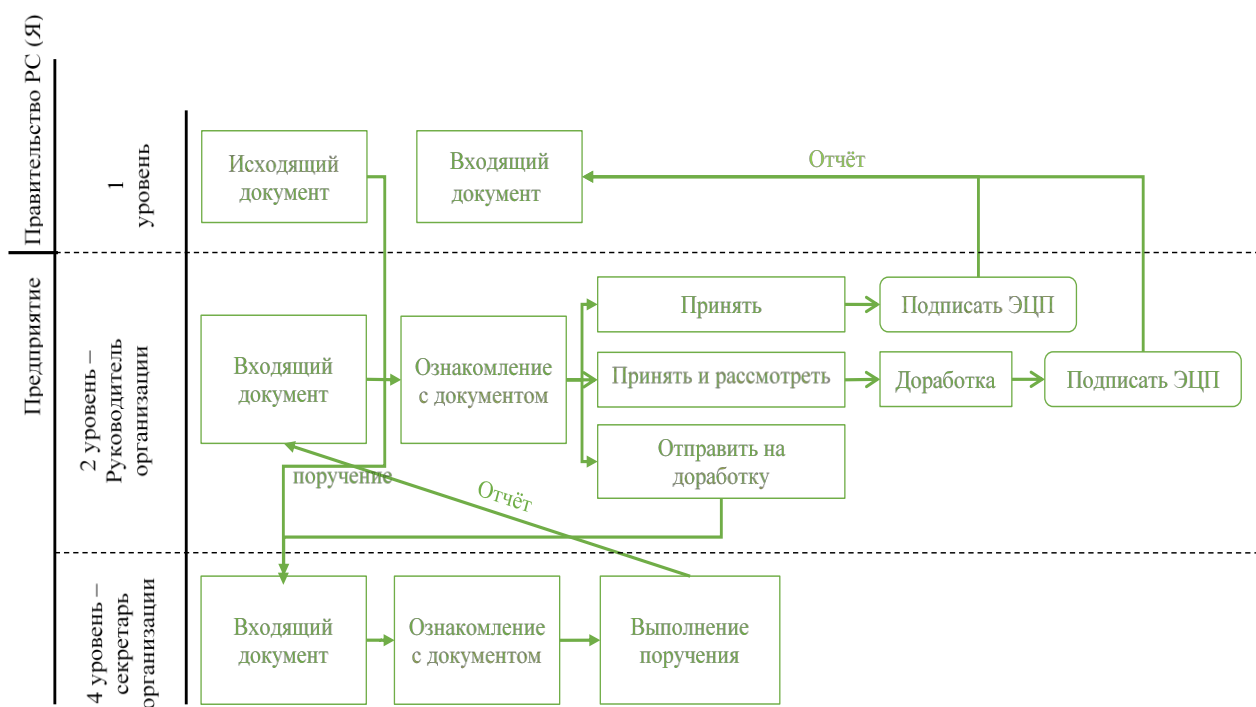 Правительство РС (Я)
1
уровень
Исходящий
документ
Входящий
документ
Отчёт
Предприятие
2 уровень –
Руководитель
организации
Входящий
документ
Ознакомление
с документом
Принять
Подписать ЭЦП
Принять и рассмотреть
Доработка
Подписать ЭЦП
Отправить на
доработку
поручение
Отчёт
4 уровень –
секретарь
организации
Входящий
документ
Ознакомление
с документом
Выполнение
поручения